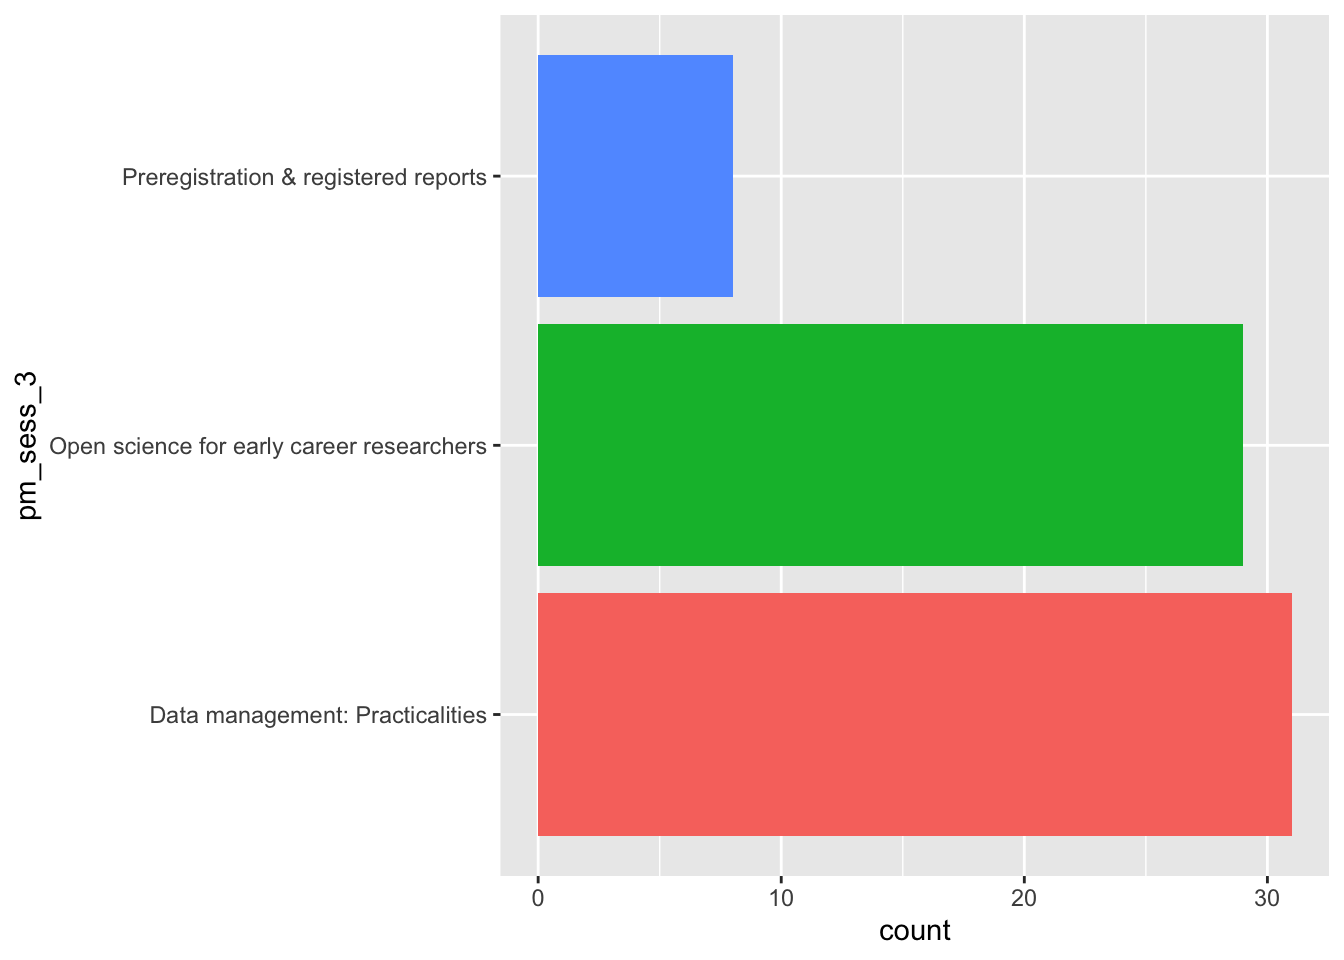 Preregistration & registered reports
Open science for early career researchers
Data management: Practicalities
pm_sess_3
0 10 20 30
count